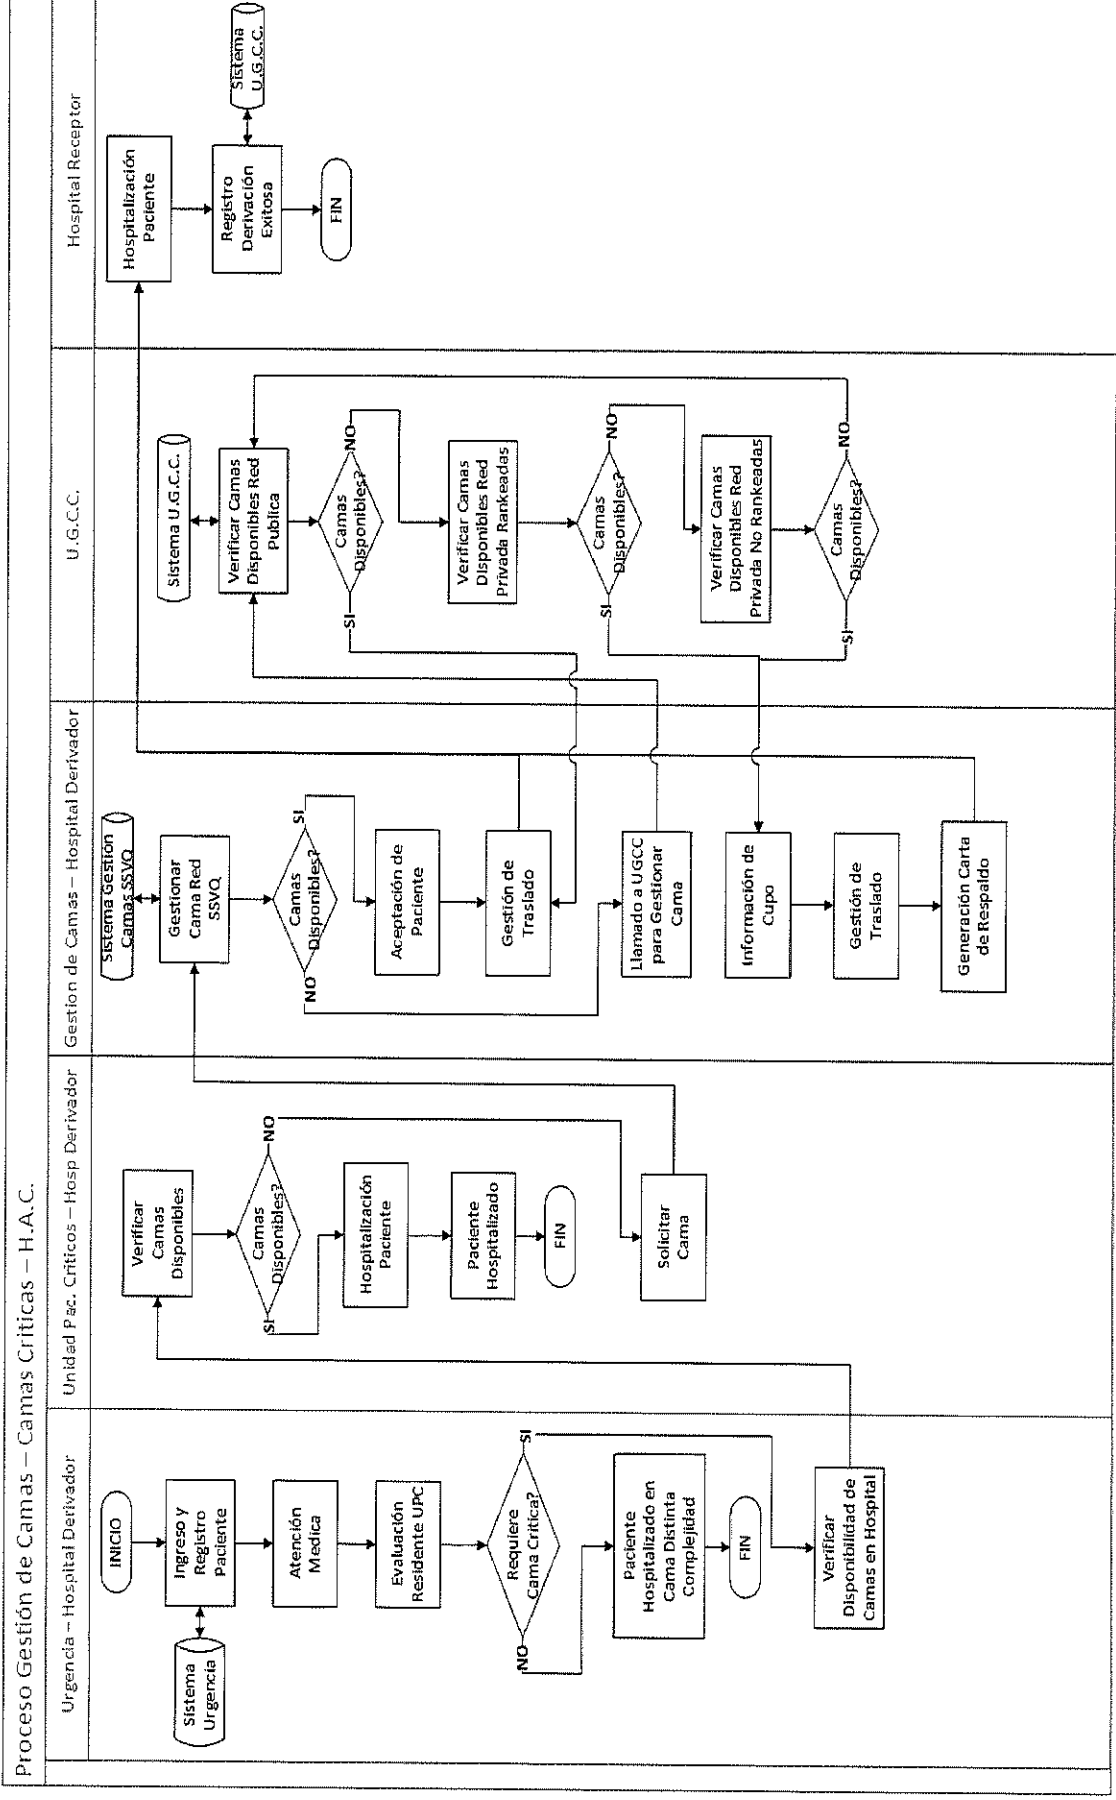 Proceso Gestión de Camas – Camas Criticas – H.A.C.
Urgencia – Hospital Derivador
INICIO
Sistema
Urgencia
Ingreso y
Registro
Paciente
Atención
Medica
Evaluación
Residente UPC
Requiere
Cama Critica?
NO
SI
Paciente
Hospitalizado en
Cama Distinta
Complejidad
FIN
Verificar
Disponibilidad de
Camas en Hospital
Unidad Pac. Criticos – Hosp Derivador
Verificar
Camas
Disponibles
Camas
Disponibles?
SI
NO
Hospitalización
Paciente
Paciente
Hospitalizado
FIN
Solicitar
Cama
Gestion de Camas – Hospital Derivador
Sistema Gestión
Camas SSVQ
Gestionar
Cama Red
SSVQ
Camas
Disponibles?
NO
SI
Aceptación de
Paciente
Gestión de
Traslado
Llamado a UGCC
para Gestionar
Cama
Información de
Cupo
Gestión de
Traslado
Generación Carta
de Respaldo
U.G.C.C.
Sistema U.G.C.C.
Verificar Camas
Disponibles Red
Publica
Camas
Disponibles?
SI
NO
Verificar Camas
Disponibles Red
Privada Rankeadas
Camas
Disponibles?
SI
NO
Verificar Camas
Disponibles Red
Privada No Rankeadas
Camas
Disponibles?
SI
NO
Hospital Receptor
Hospitalización
Paciente
Registro
Derivación
Exitosa
Sistema
U.G.C.C.
FIN